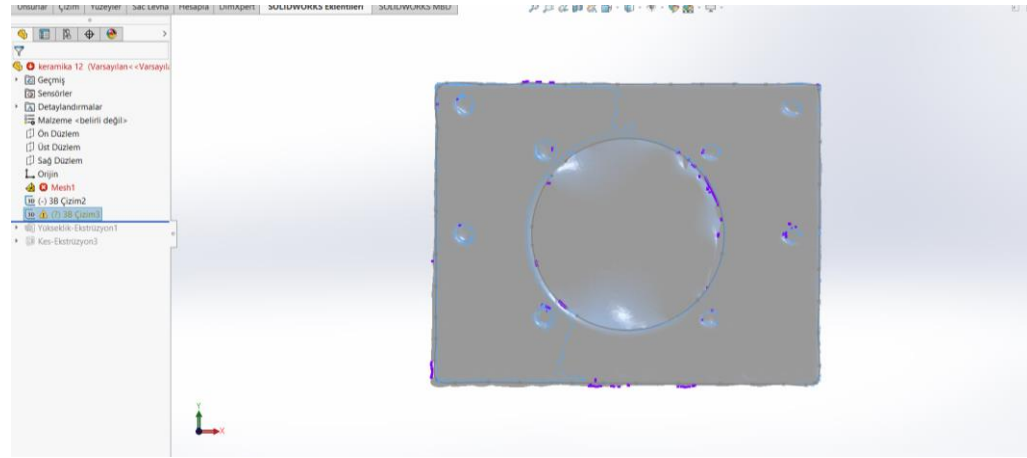 Unsurlar Çizim Yüzeyler Sac Levha Hesapla DimXpert SOLIDWORKS Eklentileri SOLIDWORKS MBD
keramika 12 (Varsayılan<<Varsayıla
Geçmiş
Sensörler
Detaylandırmalar
Malzeme <belirli değil>
Ön Düzlem
Üst Düzlem
Sağ Düzlem
Orijin
Mesh1
(-) 3B Çizim2
(?) 3B Çizim3
Yükseklik-Ekstrüzyon1
Kes-Ekstrüzyon3
Y
X